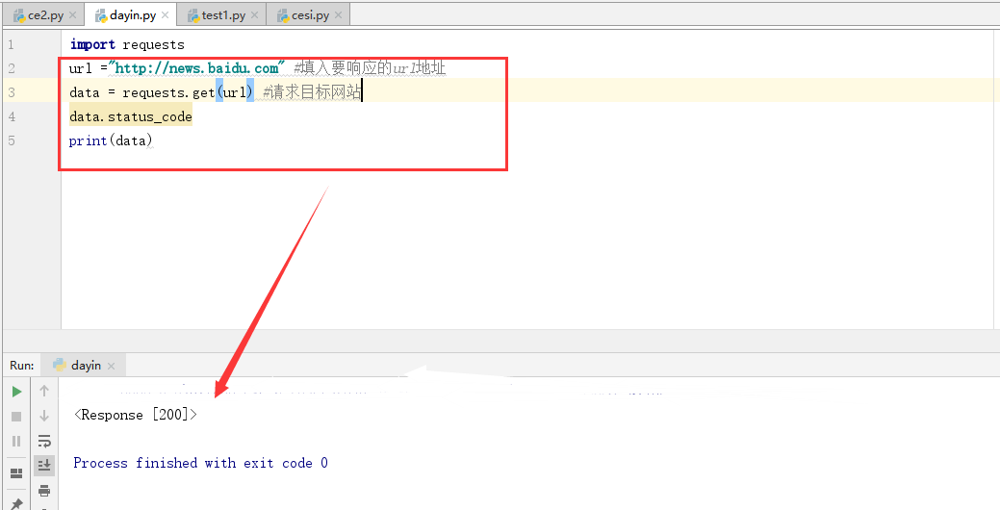 ce2.py dayin.py test1.py cesi.py
1 import requests
2 url ="http://news.baidu.com" #填入要响应的url地址
3 data = requests.get(url) #请求目标网站
4 data.status_code
5 print(data)
Run: dayin
<Response [200]>
Process finished with exit code 0